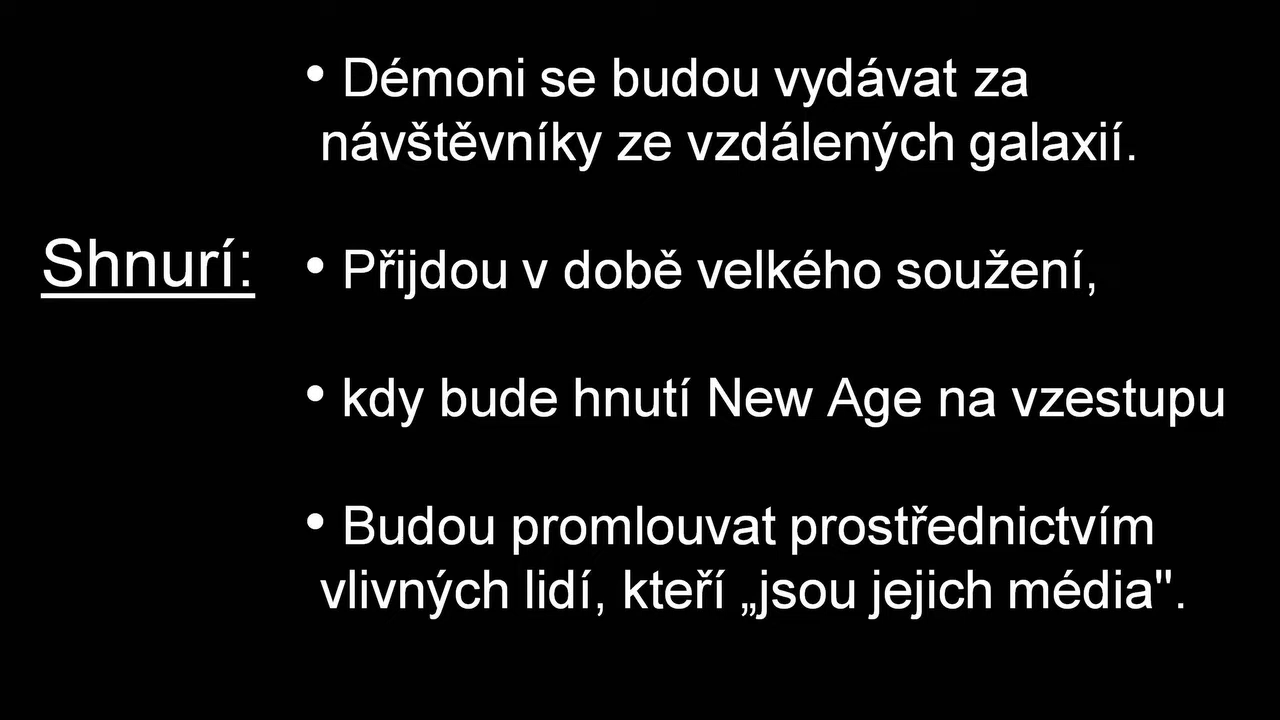 • Démoni se budou vydávat za
návštěvníky ze vzdálených galaxií.
Shnurí:
• Přijdou v době velkého soužení,
• kdy bude hnutí New Age na vzestupu
• Budou promlouvat prostřednictvím
vlivných lidí, kteří „jsou jejich média".